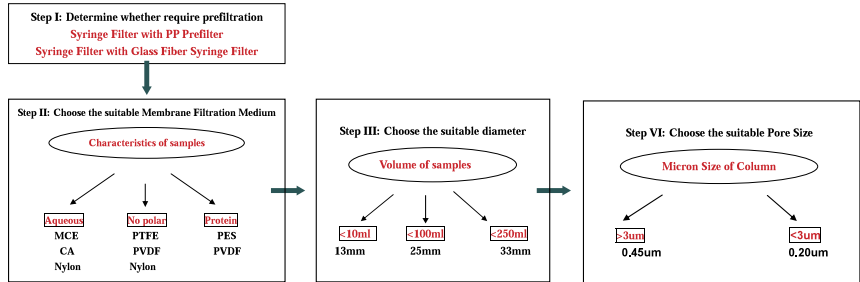 Step I: Determine whether require prefiltration
Syringe Filter with PP Prefilter
Syringe Filter with Glass Fiber Syringe Filter
Step II: Choose the suitable Membrane Filtration Medium
Characteristics of samples
Aqueous No polar Protein
MCE PTFE PES
CA PVDF PVDF
Nylon Nylon
Step III: Choose the suitable diameter
Volume of samples
<10ml <100ml <250ml
13mm 25mm 33mm
Step VI: Choose the suitable Pore Size
Micron Size of Column
>3um <3um
0.45um 0.20um